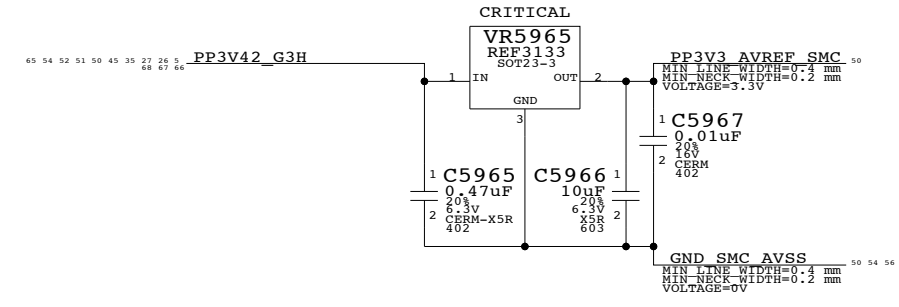 CRITICAL
VR5965
REF3133
SOT23-3
65 54 52 51 50 45 35 27 26 5
68 67 66
PP3V42_G3H
1 IN
OUT 2
GND
3
PP3V3_AVREF_SMC 50
MIN_LINE_WIDTH=0.4 mm
MIN_NECK_WIDTH=0.2 mm
VOLTAGE=3.3V
1 C5967
0.01uF
20%
16V
2 CERM
402
1 C5965
0.47uF
20%
6.3V
2 CERM-X5R
402
C5966 1
10uF
20%
6.3V
X5R 2
603
GND_SMC_AVSS 50 54 56
MIN_LINE_WIDTH=0.4 mm
MIN_NECK_WIDTH=0.2 mm
VOLTAGE=0V